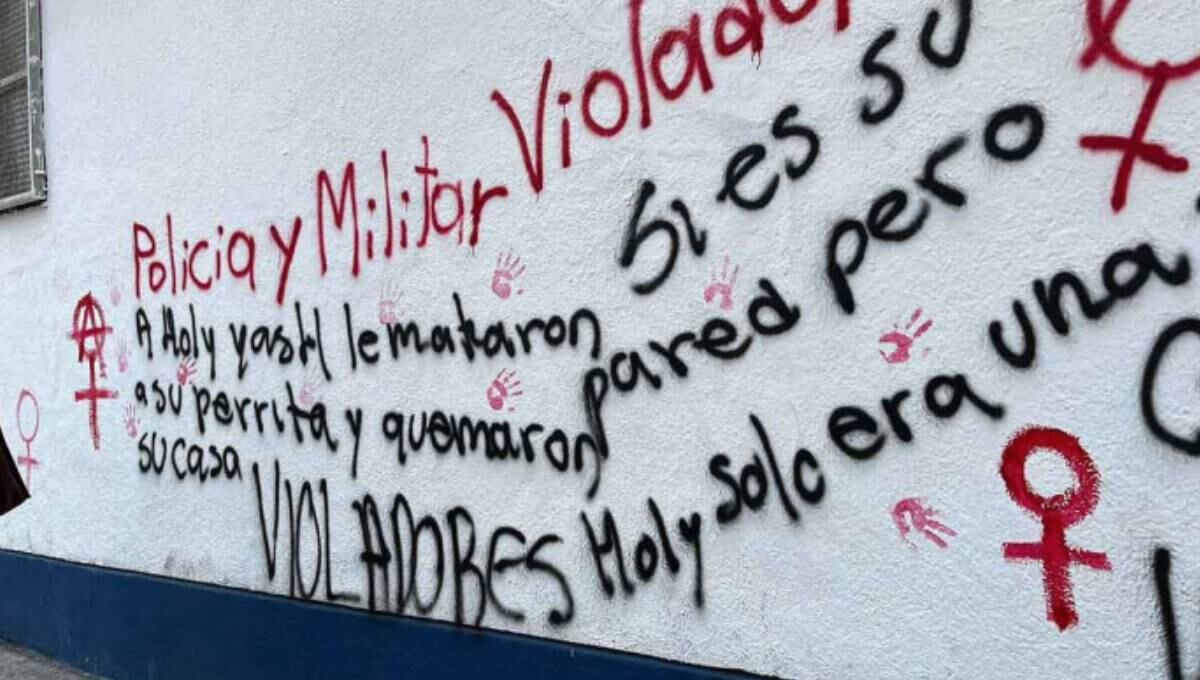 Policia y Militar Violador
A Holy yastl le mataron
a su perrita y quemaron
su casa
VIOLADORES
Si es su
pared pero
Holy solo era una